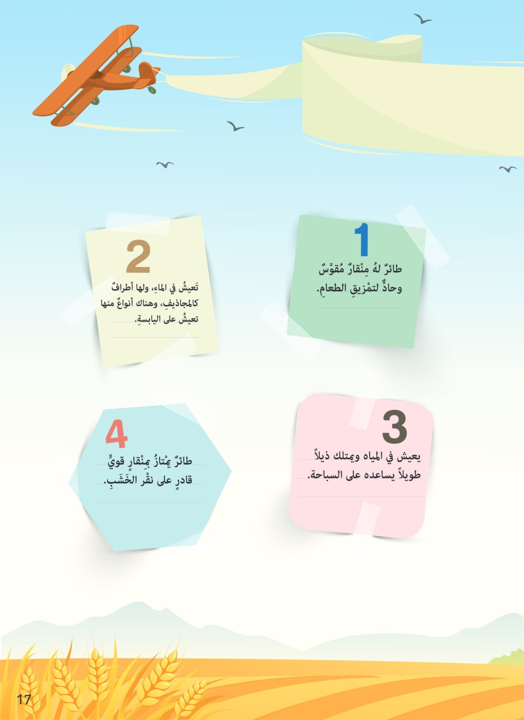 1
طائرٌ لهُ مِنْقارٌ مُقوَّسٌ
وحادٌّ لتمْزيقِ الطعامِ.
2
تَعيشُ في الماءِ، ولها أطرافٌ
كالمجاذيفِ، وهناك أنواعٌ منها
تعيشُ على اليابسةِ.
3
يعيش في المياه ويمتلك ذيلاً
طويلاً يساعده على السباحة.
4
طائرٌ يمْتازُ بِمنْقارٍ قويٍّ
قادرٍ على نقْرِ الخَشَبِ.
17